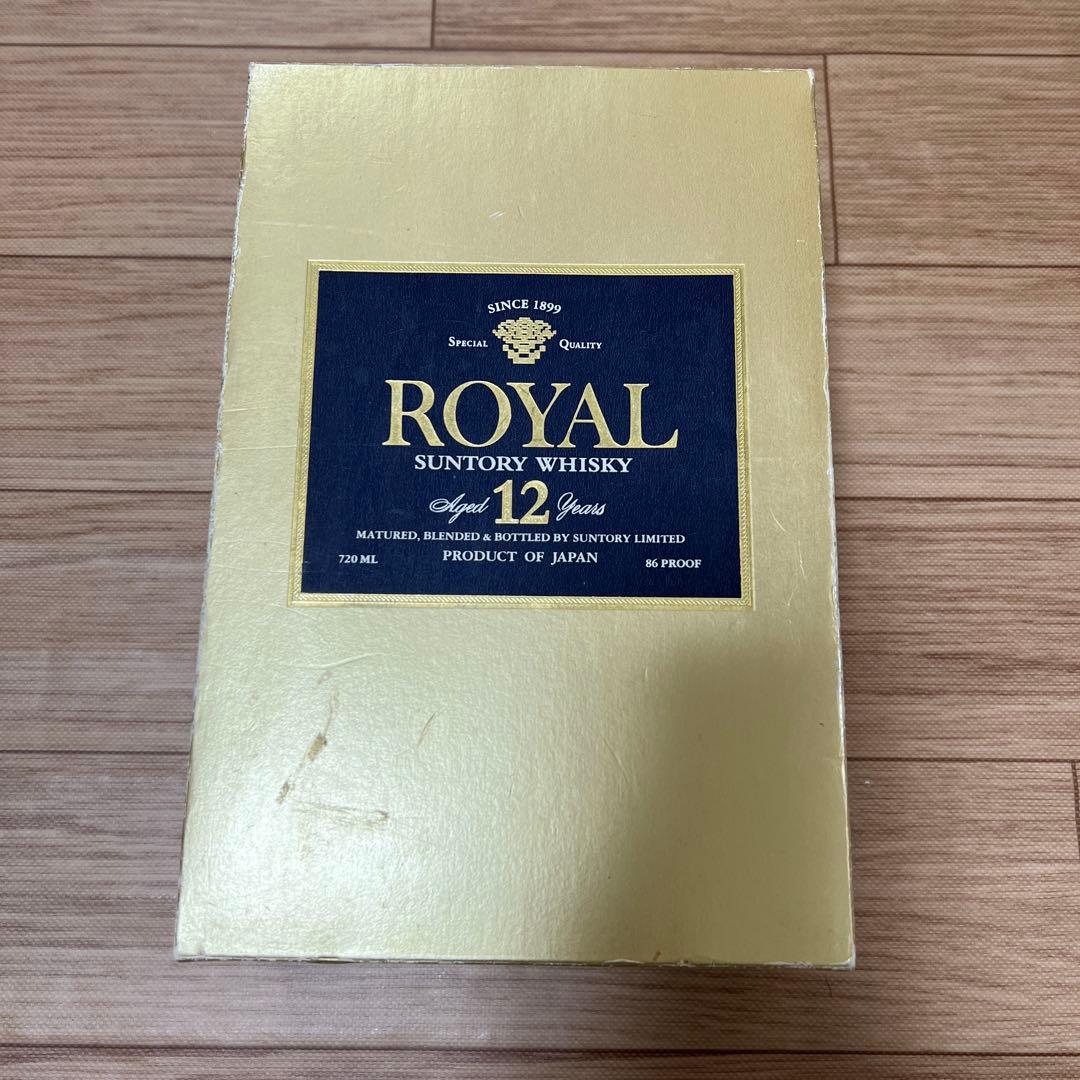 SINCE 1899
SPECIAL QUALITY
ROYAL
SUNTORY WHISKY
Aged 12 Years
MATURED, BLENDED & BOTTLED BY SUNTORY LIMITED
720 ML PRODUCT OF JAPAN 86 PROOF